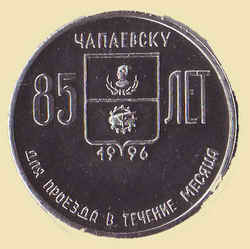 ЧАПАЕВСКУ
85 ЛЕТ
1996
ДЛЯ ПРОЕЗДА В ТЕЧЕНИЕ МЕСЯЦА